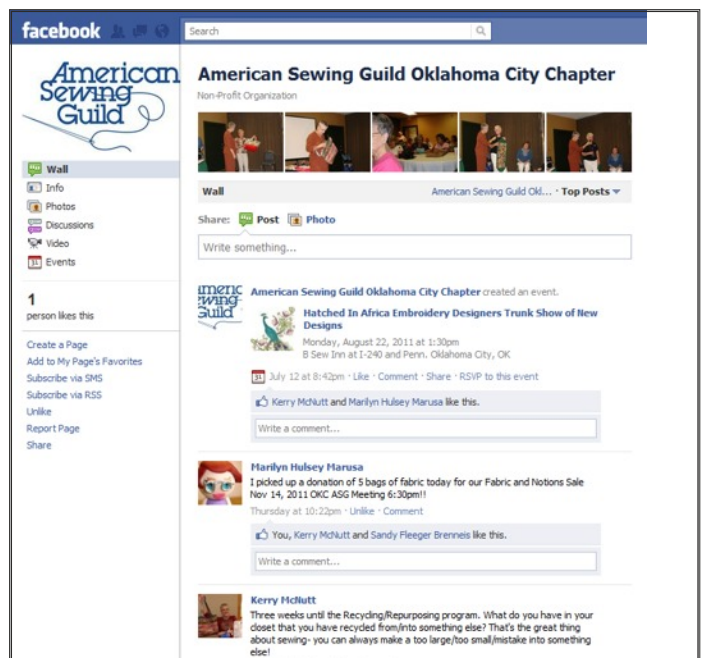 facebook
Search
American
Sewing
Guild
American Sewing Guild Oklahoma City Chapter
Non-Profit Organization
Wall
Info
Photos
Discussions
Video
Events
1
person likes this
Create a Page
Add to My Page's Favorites
Subscribe via SMS
Subscribe via RSS
Unlike
Report Page
Share
Wall
American Sewing Guild Okl... · Top Posts
Share: Post Photo
Write something...
American Sewing Guild Oklahoma City Chapter created an event.
Hatched In Africa Embroidery Designers Trunk Show of New
Designs
Monday, August 22, 2011 at 1:30pm
B Sew Inn at I-240 and Penn. Oklahoma City, OK
31 July 12 at 8:42pm · Like · Comment · Share · RSVP to this event
Kerry McNutt and Marilyn Hulsey Marusa like this.
Write a comment...
Marilyn Hulsey Marusa
I picked up a donation of 5 bags of fabric today for our Fabric and Notions Sale
Nov 14, 2011 OKC ASG Meeting 6:30pm!!
Thursday at 10:22pm · Unlike · Comment
You, Kerry McNutt and Sandy Fleeger Brenneis like this.
Write a comment...
Kerry McNutt
Three weeks until the Recycling/Repurposing program. What do you have in your
closet that you have recycled from/into something else? That's the great thing
about sewing- you can always make a too large/too small/mistake into something
else!